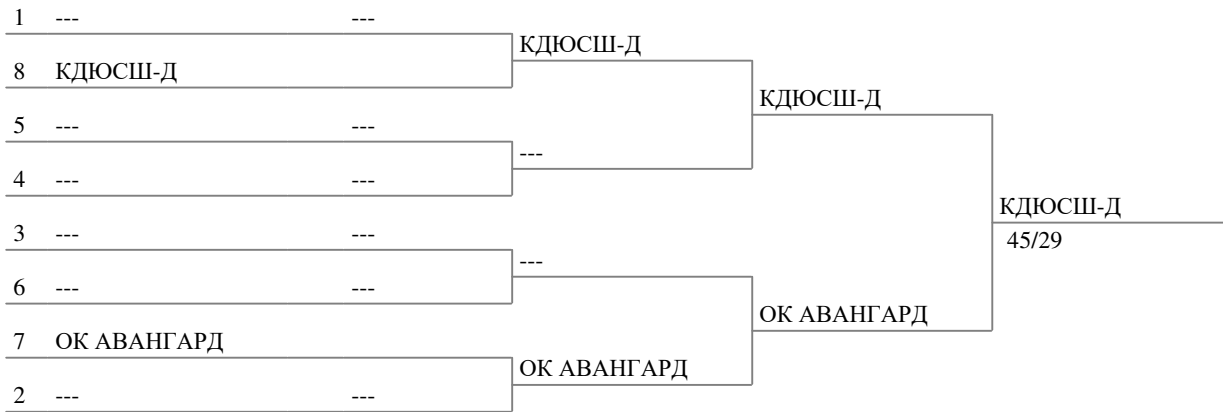 1 --- ---
КДЮСШ-Д
8 КДЮСШ-Д
КДЮСШ-Д
5 --- ---
---
4 --- ---
КДЮСШ-Д
3 --- ---
45/29
---
6 --- ---
ОК АВАНГАРД
7 ОК АВАНГАРД
ОК АВАНГАРД
2 --- ---